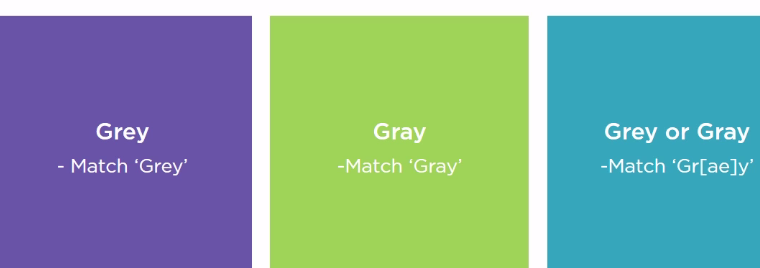 Grey
- Match ‘Grey’
Gray
-Match ‘Gray’
Grey or Gray
-Match ‘Gr[ae]y’